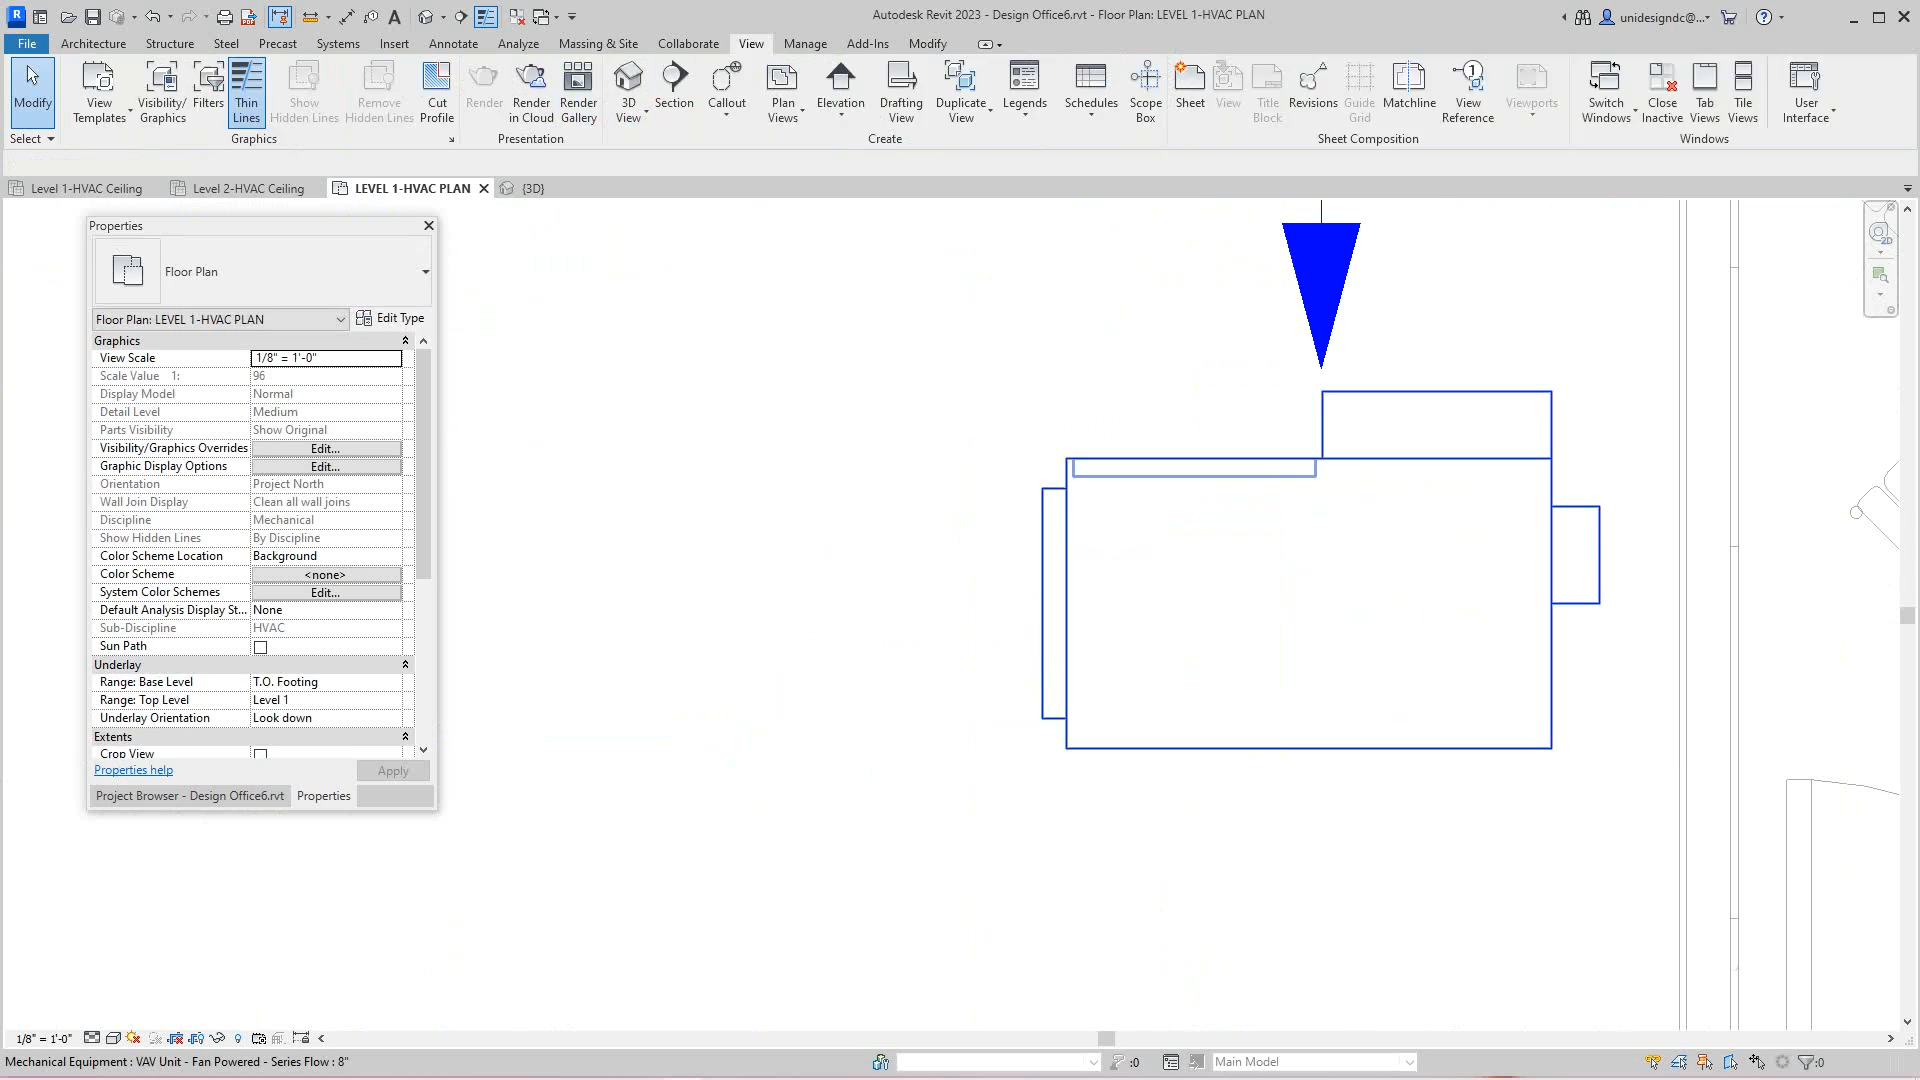 Autodesk Revit 2023 - Design Office6.rvt - Floor Plan: LEVEL 1-HVAC PLAN
unidesigndc@...
File Architecture Structure Steel Precast Systems Insert Annotate Analyze Massing & Site Collaborate View Manage Add-Ins Modify
Modify
View Templates
Visibility/ Graphics
Filters
Thin Lines
Show Hidden Lines
Remove Hidden Lines
Cut Profile
Render
Render in Cloud
Render Gallery
3D View
Section
Callout
Plan Views
Elevation
Drafting View
Duplicate View
Legends
Schedules
Scope Box
Sheet
View
Title Block
Revisions
Guide Grid
Matchline
View Reference
Viewports
Switch Windows
Close Inactive
Tab Views
Tile Views
User Interface
Select Graphics Presentation Create Sheet Composition Windows
Level 1-HVAC Ceiling Level 2-HVAC Ceiling LEVEL 1-HVAC PLAN {3D}
Properties
Floor Plan
Floor Plan: LEVEL 1-HVAC PLAN Edit Type
Graphics
View Scale 1/8" = 1'-0"
Scale Value 1: 96
Display Model Normal
Detail Level Medium
Parts Visibility Show Original
Visibility/Graphics Overrides Edit...
Graphic Display Options Edit...
Orientation Project North
Wall Join Display Clean all wall joins
Discipline Mechanical
Show Hidden Lines By Discipline
Color Scheme Location Background
Color Scheme <none>
System Color Schemes Edit...
Default Analysis Display St... None
Sub-Discipline HVAC
Sun Path
Underlay
Range: Base Level T.O. Footing
Range: Top Level Level 1
Underlay Orientation Look down
Extents
Crop View
Properties help Apply
Project Browser - Design Office6.rvt Properties
2D
1/8" = 1'-0"
Mechanical Equipment : VAV Unit - Fan Powered - Series Flow : 8"
:0
Main Model
:0